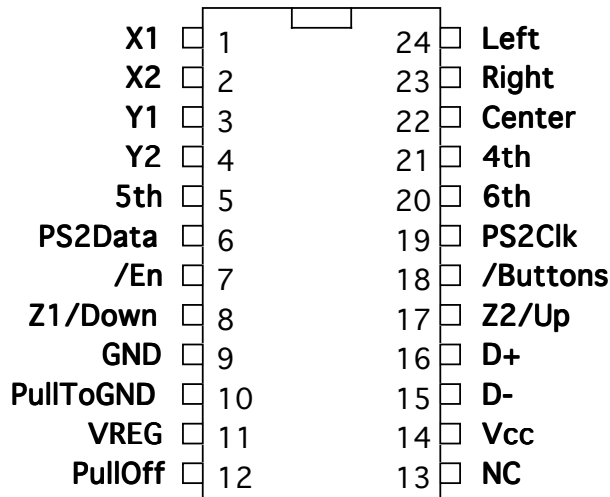 X1 1 24 Left
X2 2 23 Right
Y1 3 22 Center
Y2 4 21 4th
5th 5 20 6th
PS2Data 6 19 PS2Clk
/En 7 18 /Buttons
Z1/Down 8 17 Z2/Up
GND 9 16 D+
PullToGND 10 15 D-
VREG 11 14 Vcc
PullOff 12 13 NC